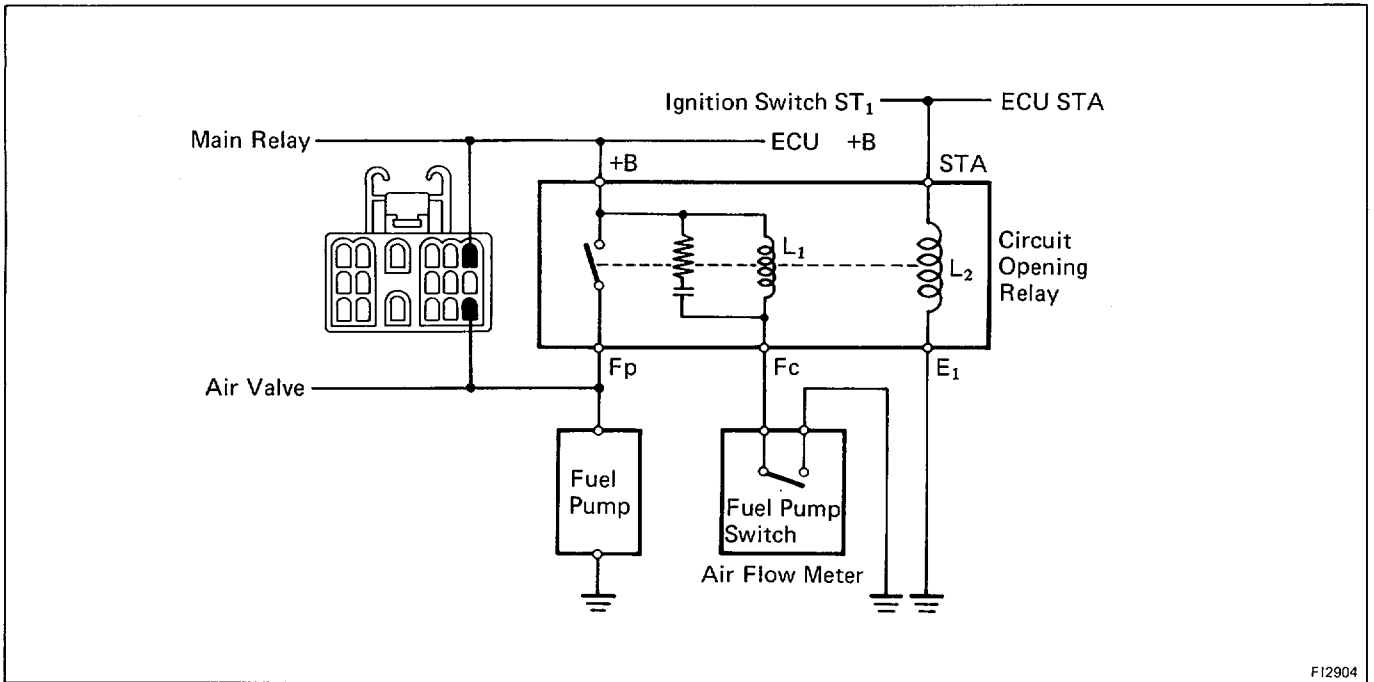 Ignition Switch ST₁
ECU STA
Main Relay
ECU +B
+B
STA
L₁
L₂
Circuit
Opening
Relay
Fp
Fc
E₁
Air Valve
Fuel
Pump
Fuel Pump
Switch
Air Flow Meter
FI2904